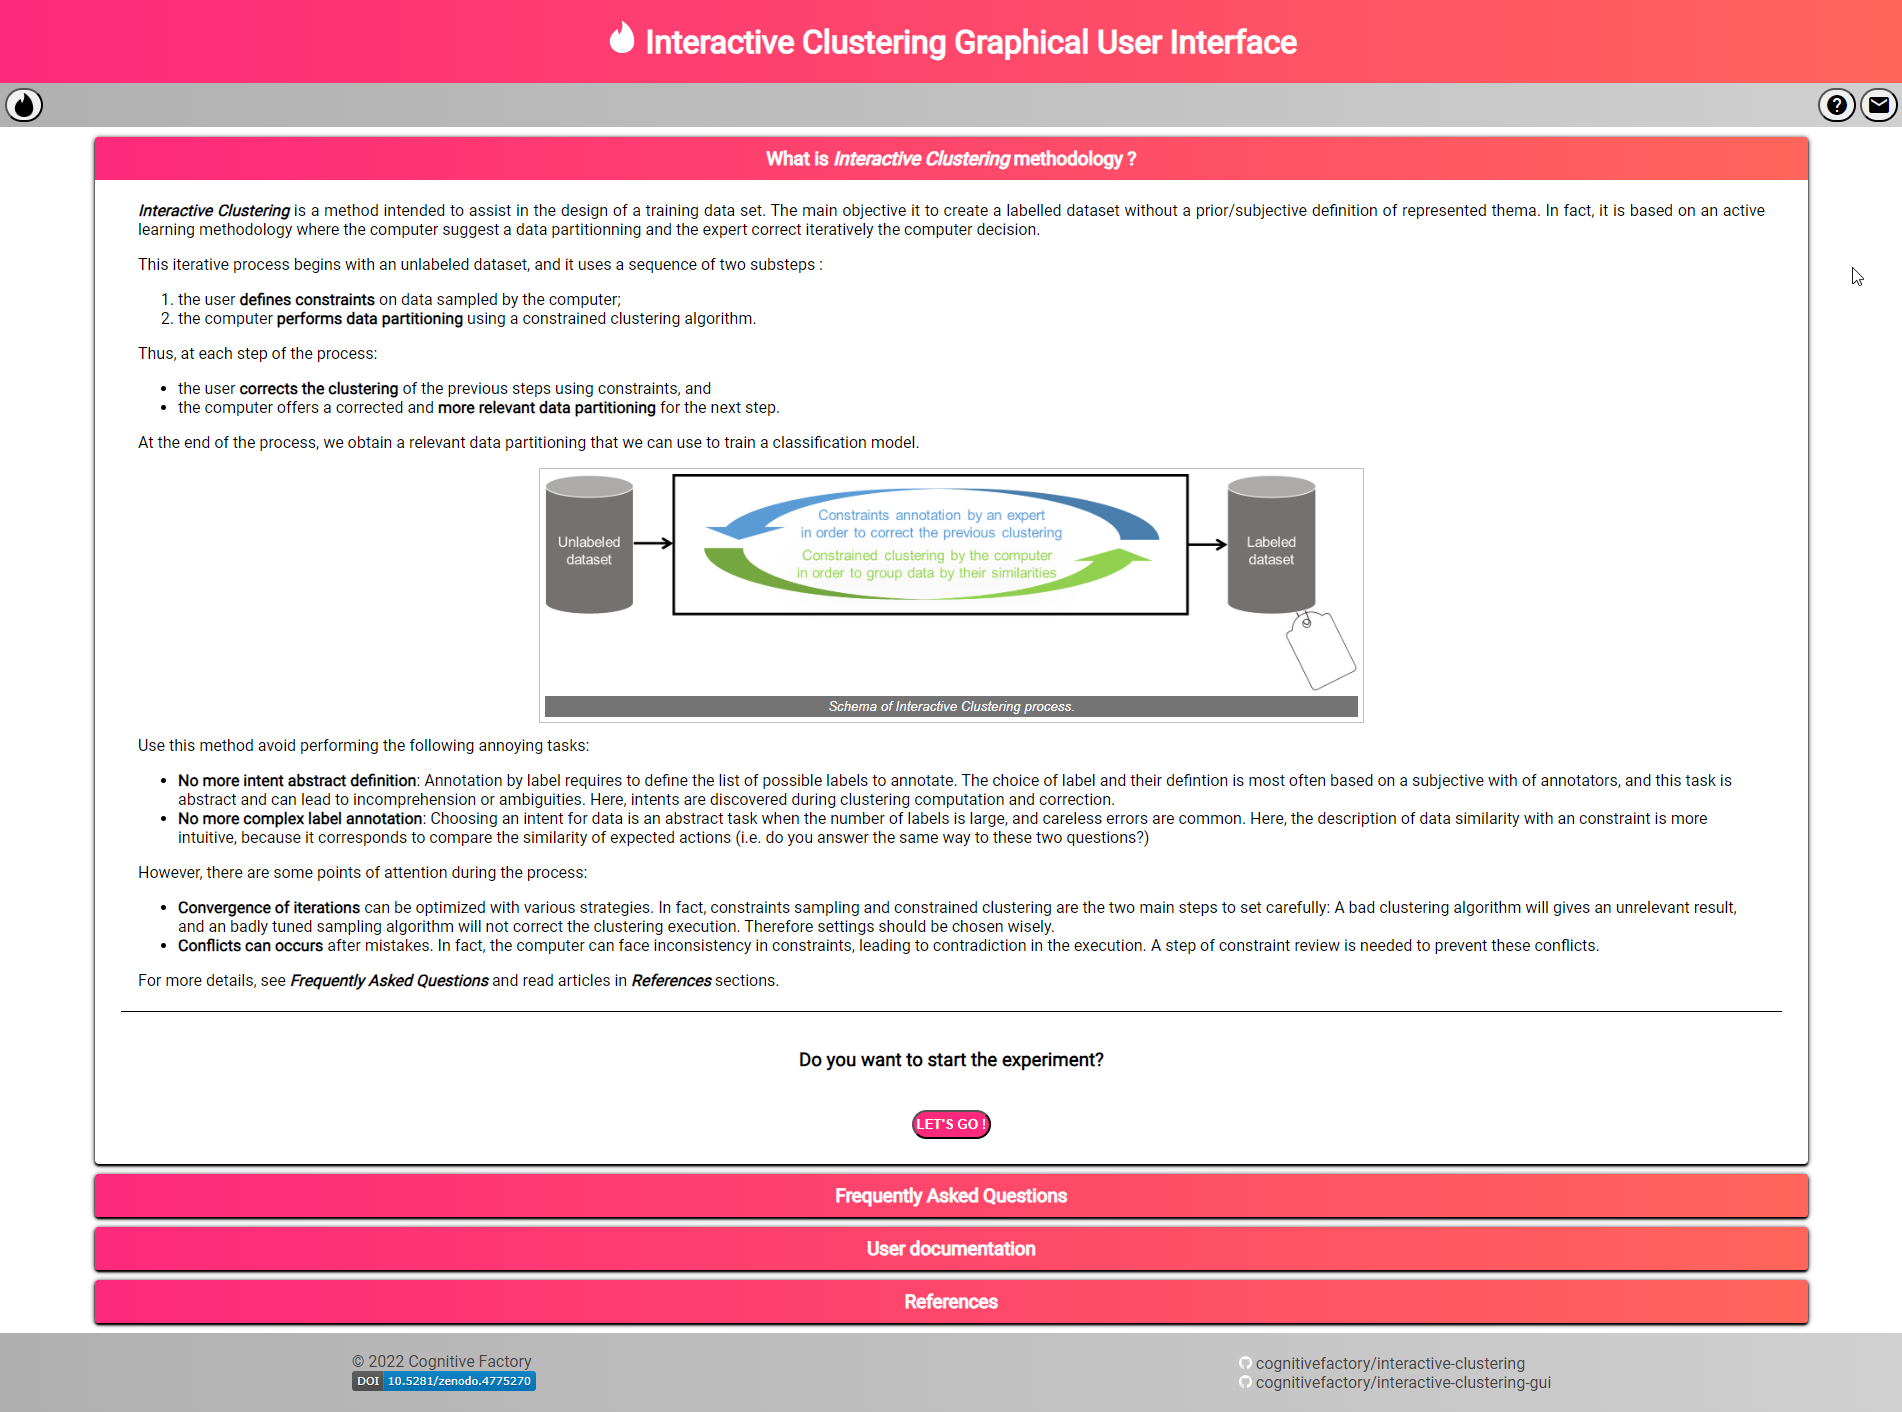 Interactive Clustering Graphical User Interface
What is Interactive Clustering methodology ?
Interactive Clustering is a method intended to assist in the design of a training data set. The main objective it to create a labelled dataset without a prior/subjective definition of represented thema. In fact, it is based on an active
learning methodology where the computer suggest a data partitionning and the expert correct iteratively the computer decision.
This iterative process begins with an unlabeled dataset, and it uses a sequence of two substeps :
1. the user defines constraints on data sampled by the computer;
2. the computer performs data partitioning using a constrained clustering algorithm.
Thus, at each step of the process:
• the user corrects the clustering of the previous steps using constraints, and
• the computer offers a corrected and more relevant data partitioning for the next step.
At the end of the process, we obtain a relevant data partitioning that we can use to train a classification model.
Unlabeled
dataset
Constraints annotation by an expert
in order to correct the previous clustering
Constrained clustering by the computer
in order to group data by their similarities
Labeled
dataset
Schema of Interactive Clustering process.
Use this method avoid performing the following annoying tasks:
• No more intent abstract definition: Annotation by label requires to define the list of possible labels to annotate. The choice of label and their defintion is most often based on a subjective with of annotators, and this task is
abstract and can lead to incomprehension or ambiguities. Here, intents are discovered during clustering computation and correction.
• No more complex label annotation: Choosing an intent for data is an abstract task when the number of labels is large, and careless errors are common. Here, the description of data similarity with an constraint is more
intuitive, because it corresponds to compare the similarity of expected actions (i.e. do you answer the same way to these two questions?)
However, there are some points of attention during the process:
• Convergence of iterations can be optimized with various strategies. In fact, constraints sampling and constrained clustering are the two main steps to set carefully: A bad clustering algorithm will gives an unrelevant result,
and an badly tuned sampling algorithm will not correct the clustering execution. Therefore settings should be chosen wisely.
• Conflicts can occurs after mistakes. In fact, the computer can face inconsistency in constraints, leading to contradiction in the execution. A step of constraint review is needed to prevent these conflicts.
For more details, see Frequently Asked Questions and read articles in References sections.
Do you want to start the experiment?
LET'S GO !
Frequently Asked Questions
User documentation
References
© 2022 Cognitive Factory
DOI 10.5281/zenodo.4775270
cognitivefactory/interactive-clustering
cognitivefactory/interactive-clustering-gui